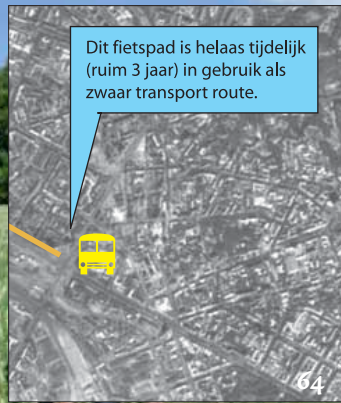 Dit fietspad is helaas tijdelijk
(ruim 3 jaar) in gebruik als
zwaar transport route.
64